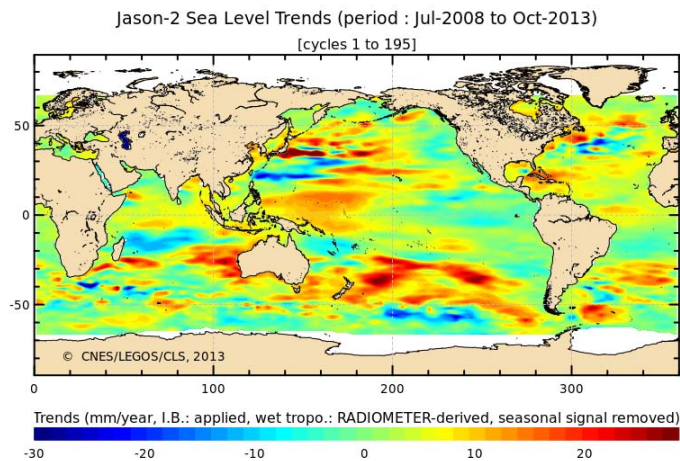 Jason-2 Sea Level Trends (period : Jul-2008 to Oct-2013)
[cycles 1 to 195]
50
0
-50
© CNES/LEGOS/CLS, 2013
0 100 200 300
Trends (mm/year, I.B.: applied, wet tropo.: RADIOMETER-derived, seasonal signal removed)
-30 -20 -10 0 10 20